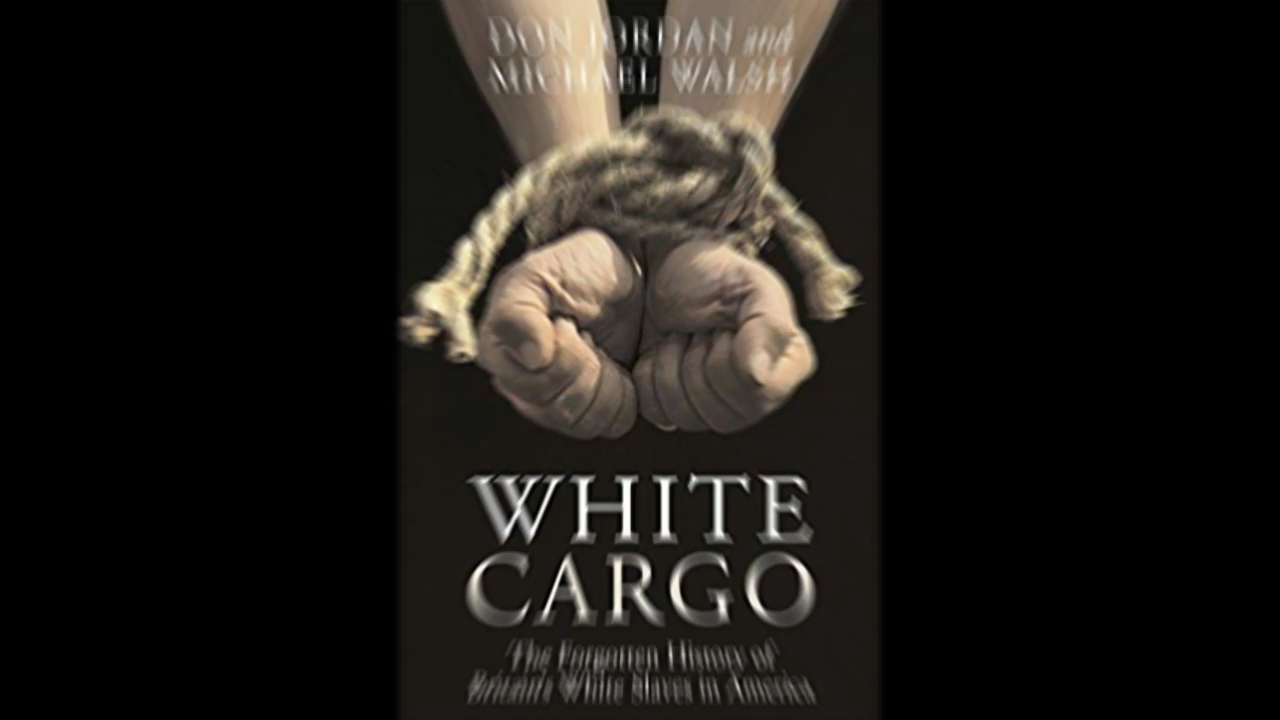 DON JORDAN and
MICHAEL WALSH
WHITE
CARGO
The Forgotten History of
Britain's White Slaves in America